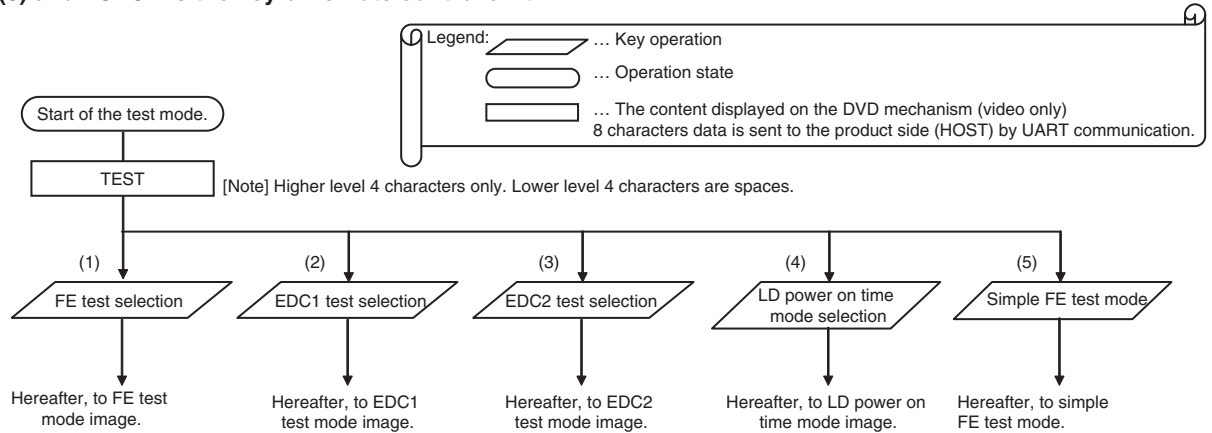 Legend:
… Key operation
… Operation state
… The content displayed on the DVD mechanism (video only)
8 characters data is sent to the product side (HOST) by UART communication.
Start of the test mode.
TEST
[Note] Higher level 4 characters only. Lower level 4 characters are spaces.
(1)
(2)
(3)
(4)
(5)
FE test selection
EDC1 test selection
EDC2 test selection
LD power on time
mode selection
Simple FE test mode
Hereafter, to FE test
mode image.
Hereafter, to EDC1
test mode image.
Hereafter, to EDC2
test mode image.
Hereafter, to LD power on
time mode image.
Hereafter, to simple
FE test mode.